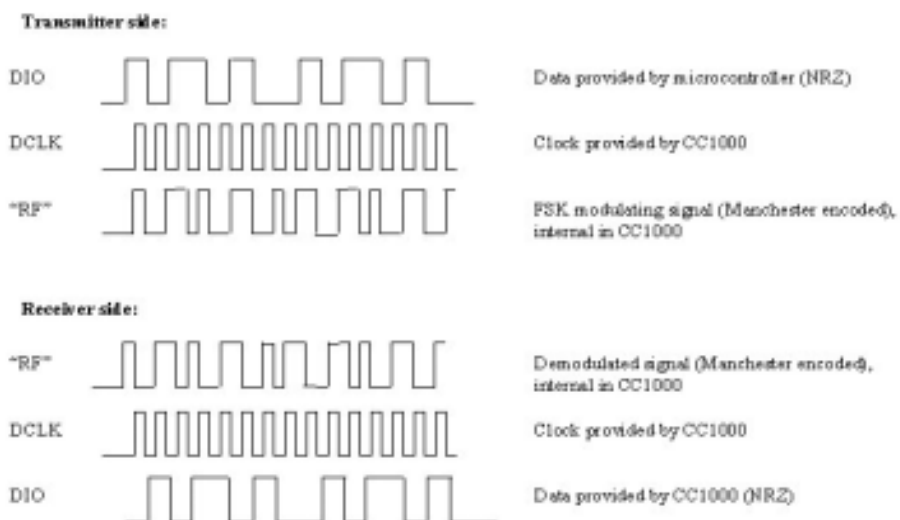 Transmitter side:
DIO
Data provided by microcontroller (NRZ)
DCLK
Clock provided by CC1000
"RF"
FSK modulating signal (Manchester encoded),
internal in CC1000
Receiver side:
"RF"
Demodulated signal (Manchester encoded),
internal in CC1000
DCLK
Clock provided by CC1000
DIO
Data provided by CC1000 (NRZ)